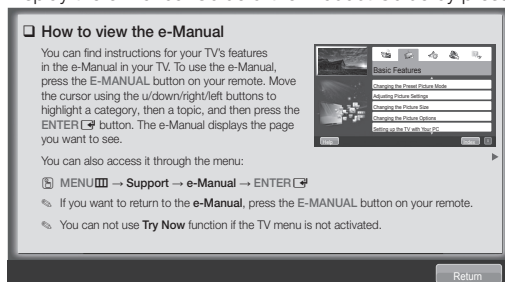 How to view the e-Manual
You can find instructions for your TV's features
in the e-Manual in your TV. To use the e-Manual,
press the E-MANUAL button on your remote. Move
the cursor using the u/down/right/left buttons to
highlight a category, then a topic, and then press the
ENTER button. The e-Manual displays the page
you want to see.
Basic Features
Changing the Preset Picture Mode
Adjusting Picture Settings
Changing the Picture Size
Changing the Picture Options
Setting up the TV with Your PC
Help
Index
You can also access it through the menu:
MENU → Support → e-Manual → ENTER
If you want to return to the e-Manual, press the E-MANUAL button on your remote.
You can not use Try Now function if the TV menu is not activated.
Return